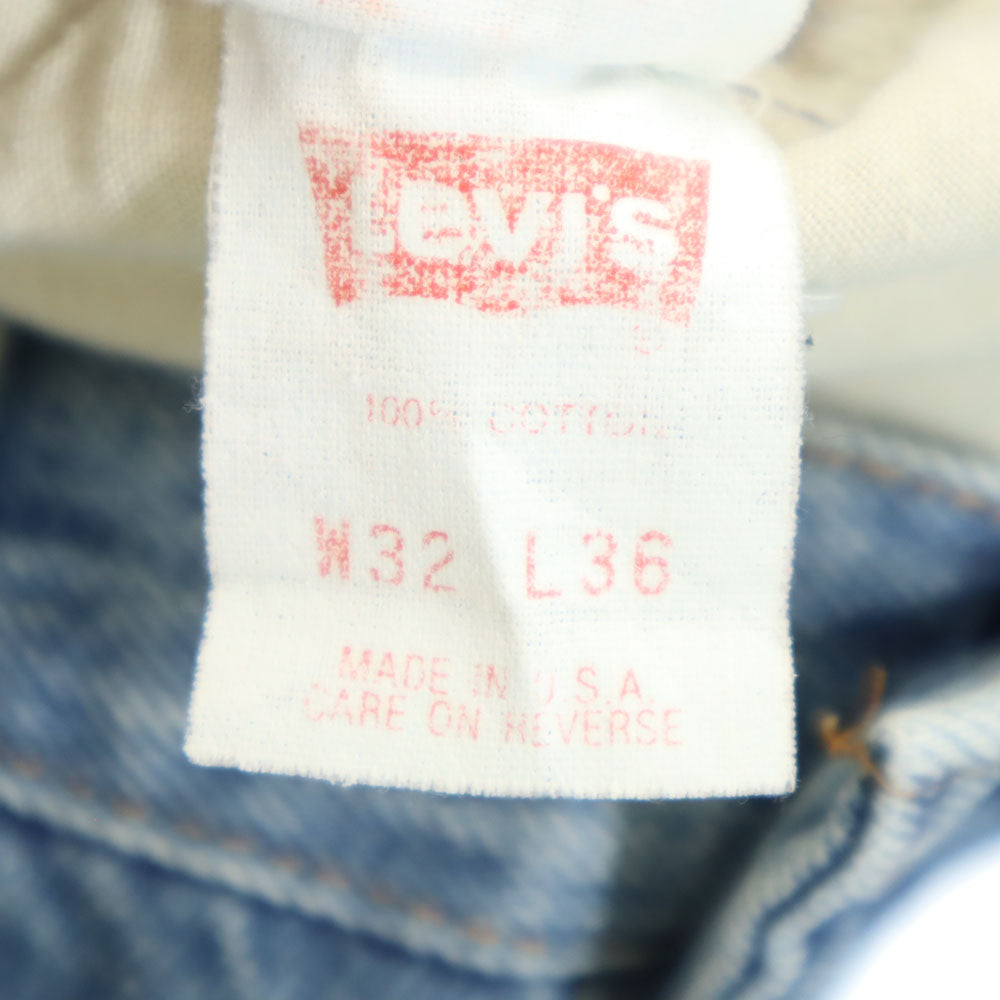 Levi's
®
100% COTTON
W32 L36
MADE IN U.S.A.
CARE ON REVERSE